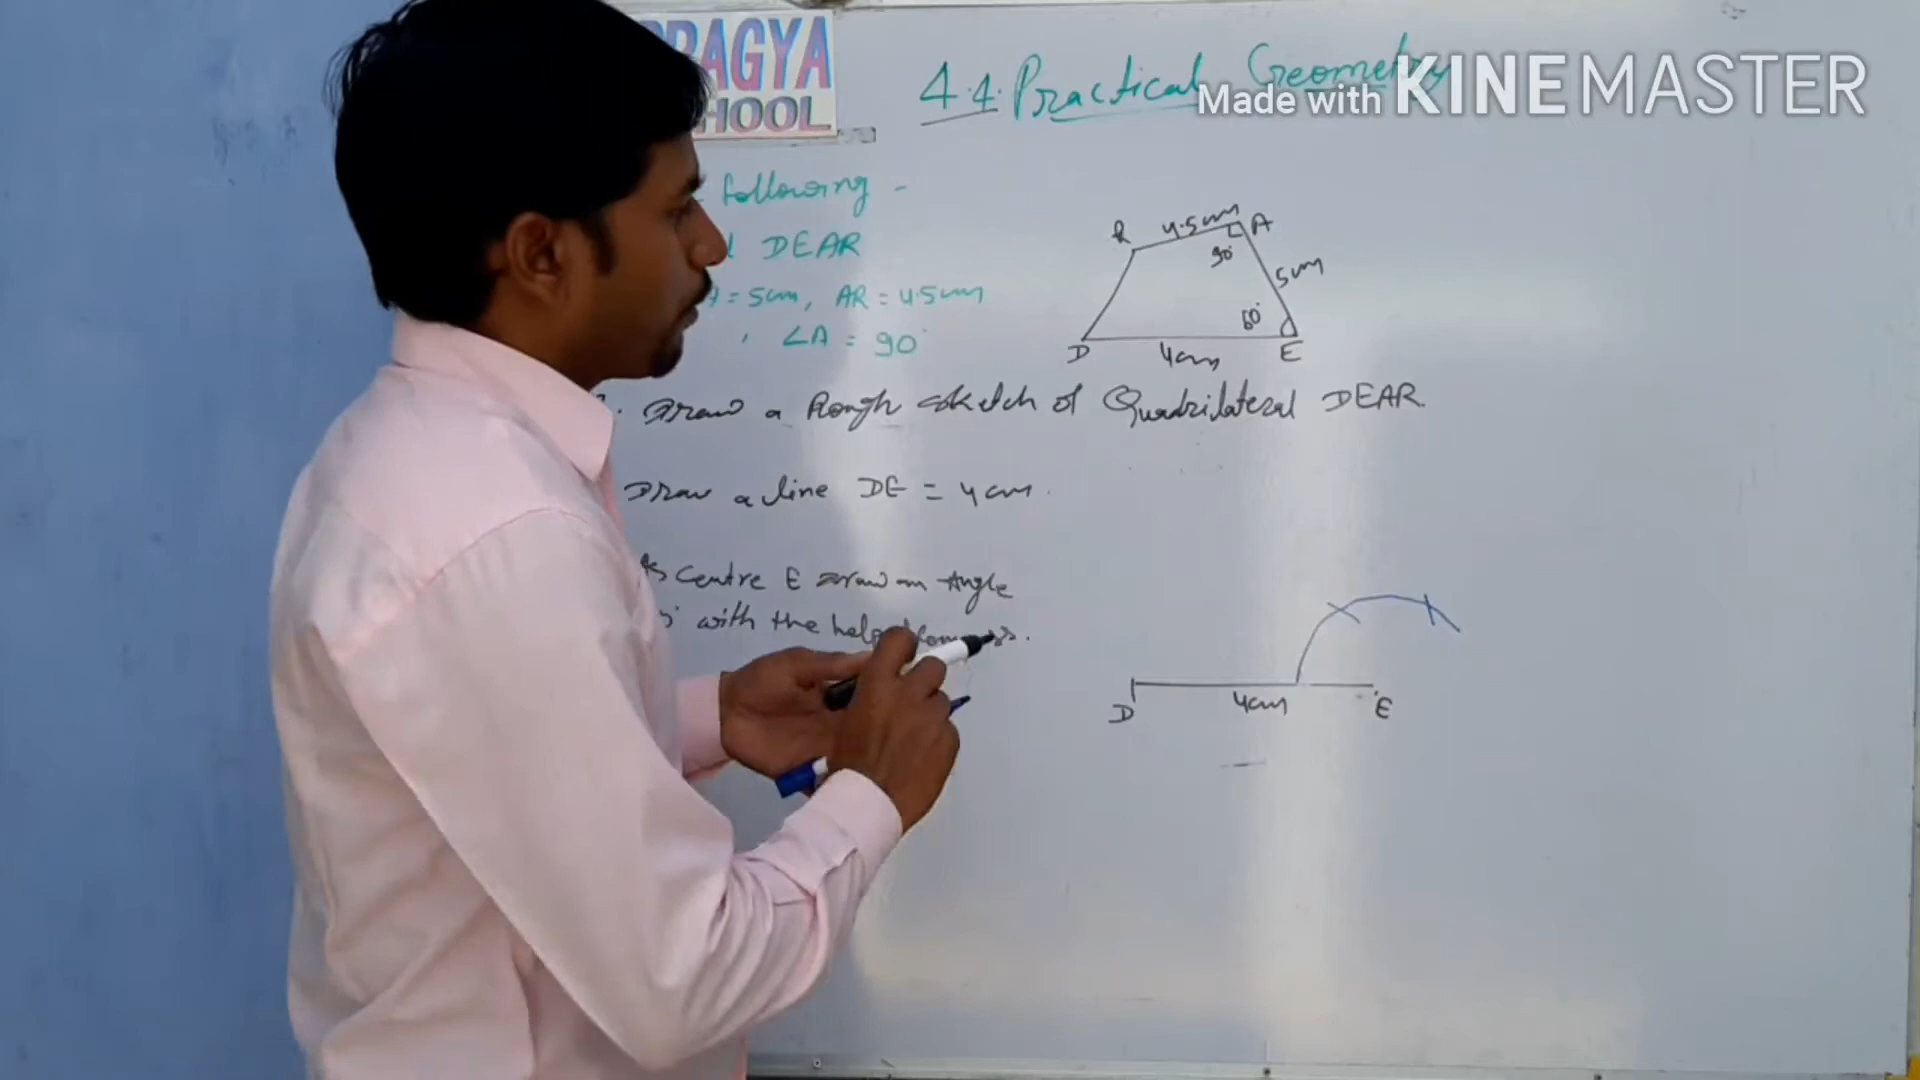 PRAGYA
SCHOOL
4.4. Practical Geometry
Made with KINEMASTER
following -
DEAR
= 5cm, AR = 4.5cm
, ∠A = 90°
R 4.5cm A
90°
5cm
60°
D 4cm E
Draw a Rough sketch of Quadrilateral DEAR.
Draw a line DE = 4cm.
As Centre E Draw an Angle
with the help
D 4cm E